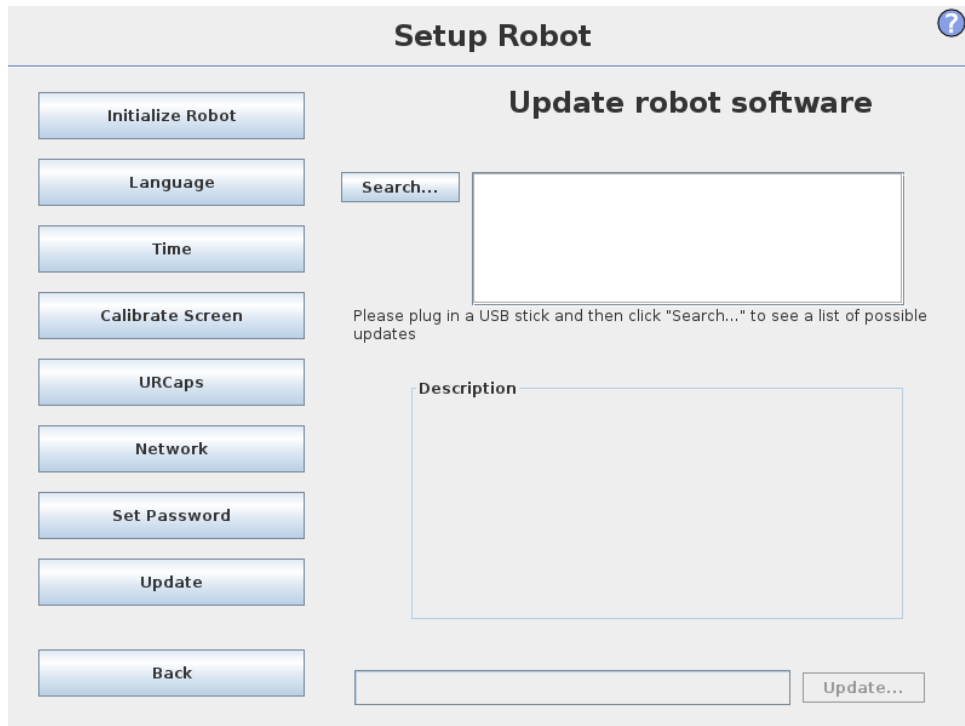 Setup Robot
?
Initialize Robot
Language
Time
Calibrate Screen
URCaps
Network
Set Password
Update
Back
Update robot software
Search...
Please plug in a USB stick and then click "Search..." to see a list of possible
updates
Description
Update...